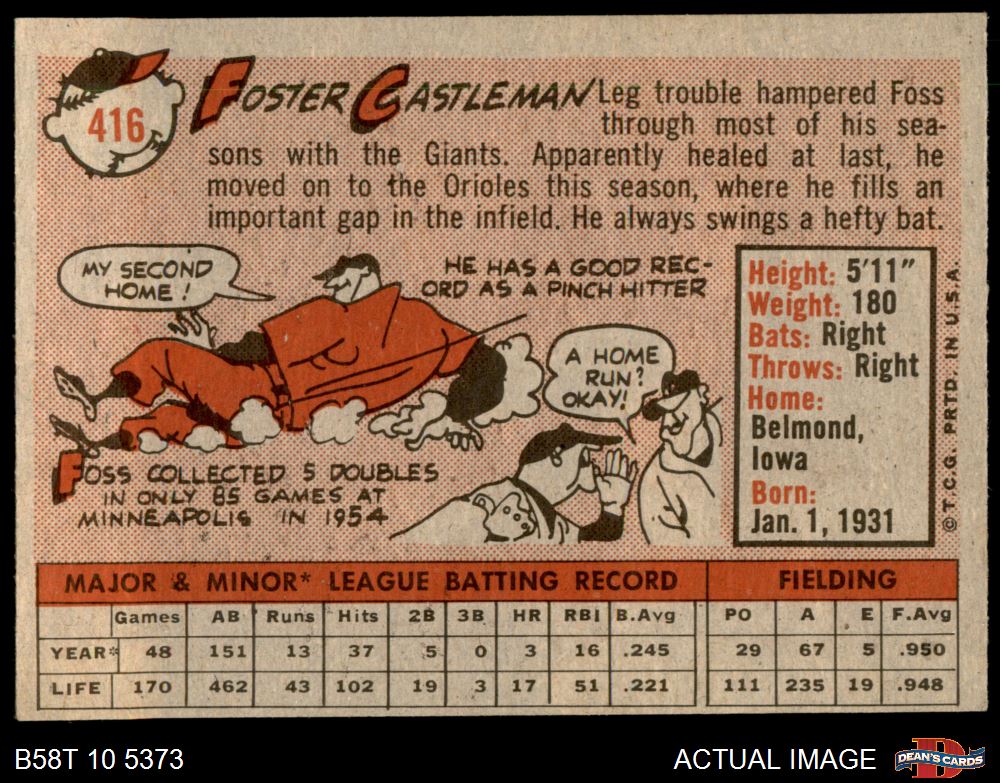 416
FOSTER CASTLEMAN Leg trouble hampered Foss
through most of his sea-
sons with the Giants. Apparently healed at last, he
moved on to the Orioles this season, where he fills an
important gap in the infield. He always swings a hefty bat.
MY SECOND
HOME!
HE HAS A GOOD REC-
ORD AS A PINCH HITTER
A HOME
RUN?
OKAY!
FOSS COLLECTED 5 DOUBLES
IN ONLY 85 GAMES AT
MINNEAPOLIS IN 1954
Height: 5'11"
Weight: 180
Bats: Right
Throws: Right
Home:
Belmond,
Iowa
Born:
Jan. 1, 1931
© T.C.G. PRTD. IN U.S.A.
MAJOR & MINOR* LEAGUE BATTING RECORD FIELDING
Games AB Runs Hits 2B 3B HR RBI B.Avg PO A E F.Avg
YEAR* 48 151 13 37 5 0 3 16 .245 29 67 5 .950
LIFE 170 462 43 102 19 3 17 51 .221 111 235 19 .948
B58T 10 5373 ACTUAL IMAGE DEAN'S CARDS